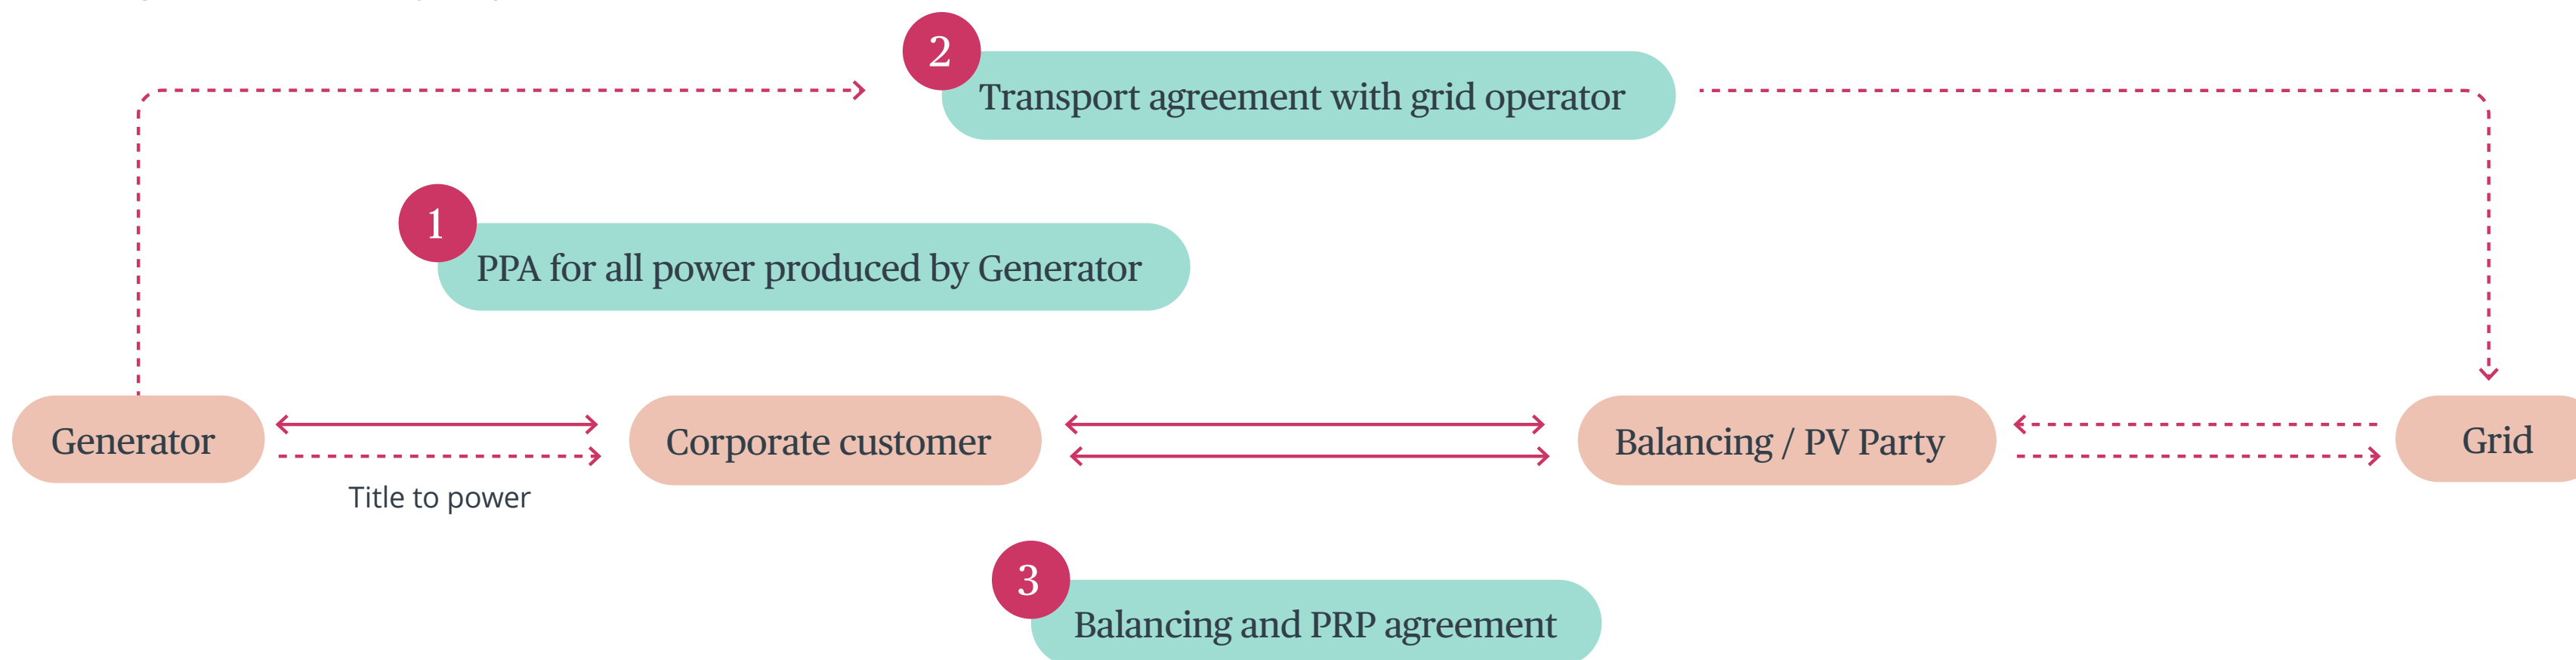 2
Transport agreement with grid operator
1
PPA for all power produced by Generator
Generator
Corporate customer
Balancing / PV Party
Grid
Title to power
3
Balancing and PRP agreement